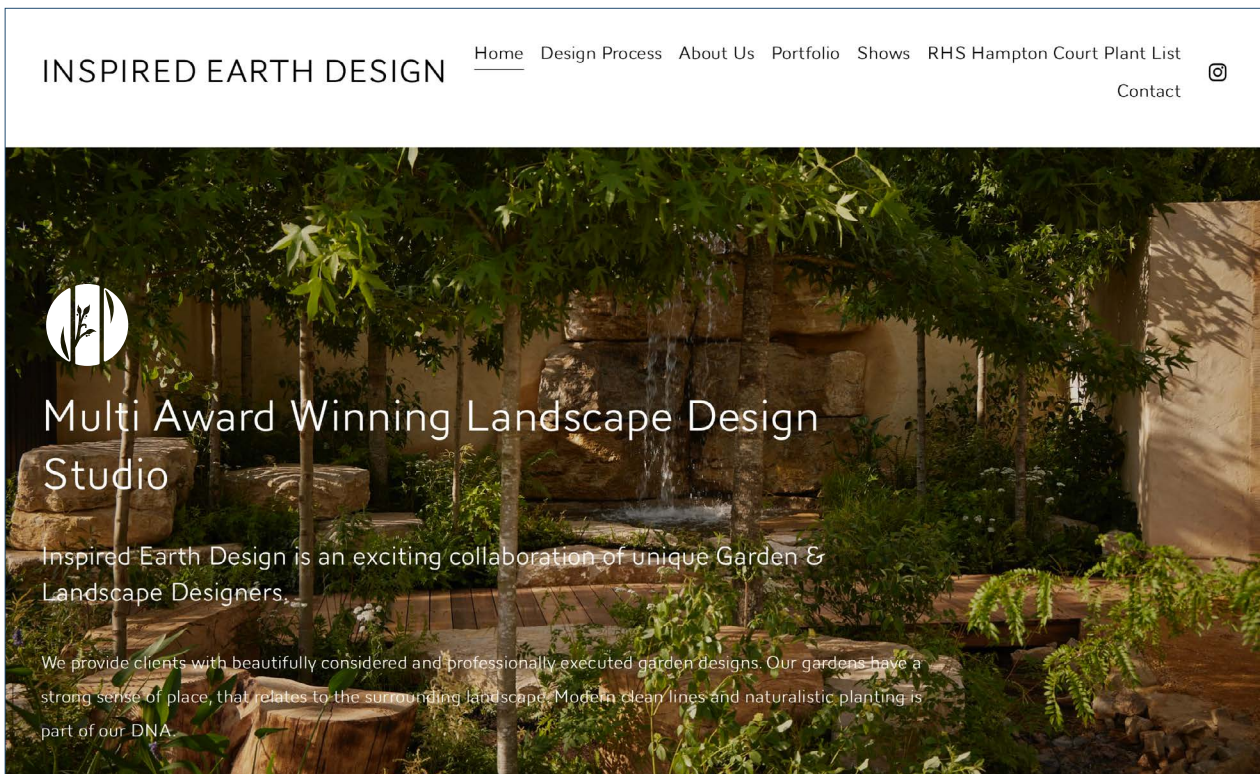 INSPIRED EARTH DESIGN
Home Design Process About Us Portfolio Shows RHS Hampton Court Plant List
Contact
Multi Award Winning Landscape Design
Studio
Inspired Earth Design is an exciting collaboration of unique Garden &
Landscape Designers.
We provide clients with beautifully considered and professionally executed garden designs. Our gardens have a
strong sense of place, that relates to the surrounding landscape. Modern clean lines and naturalistic planting is
part of our DNA.